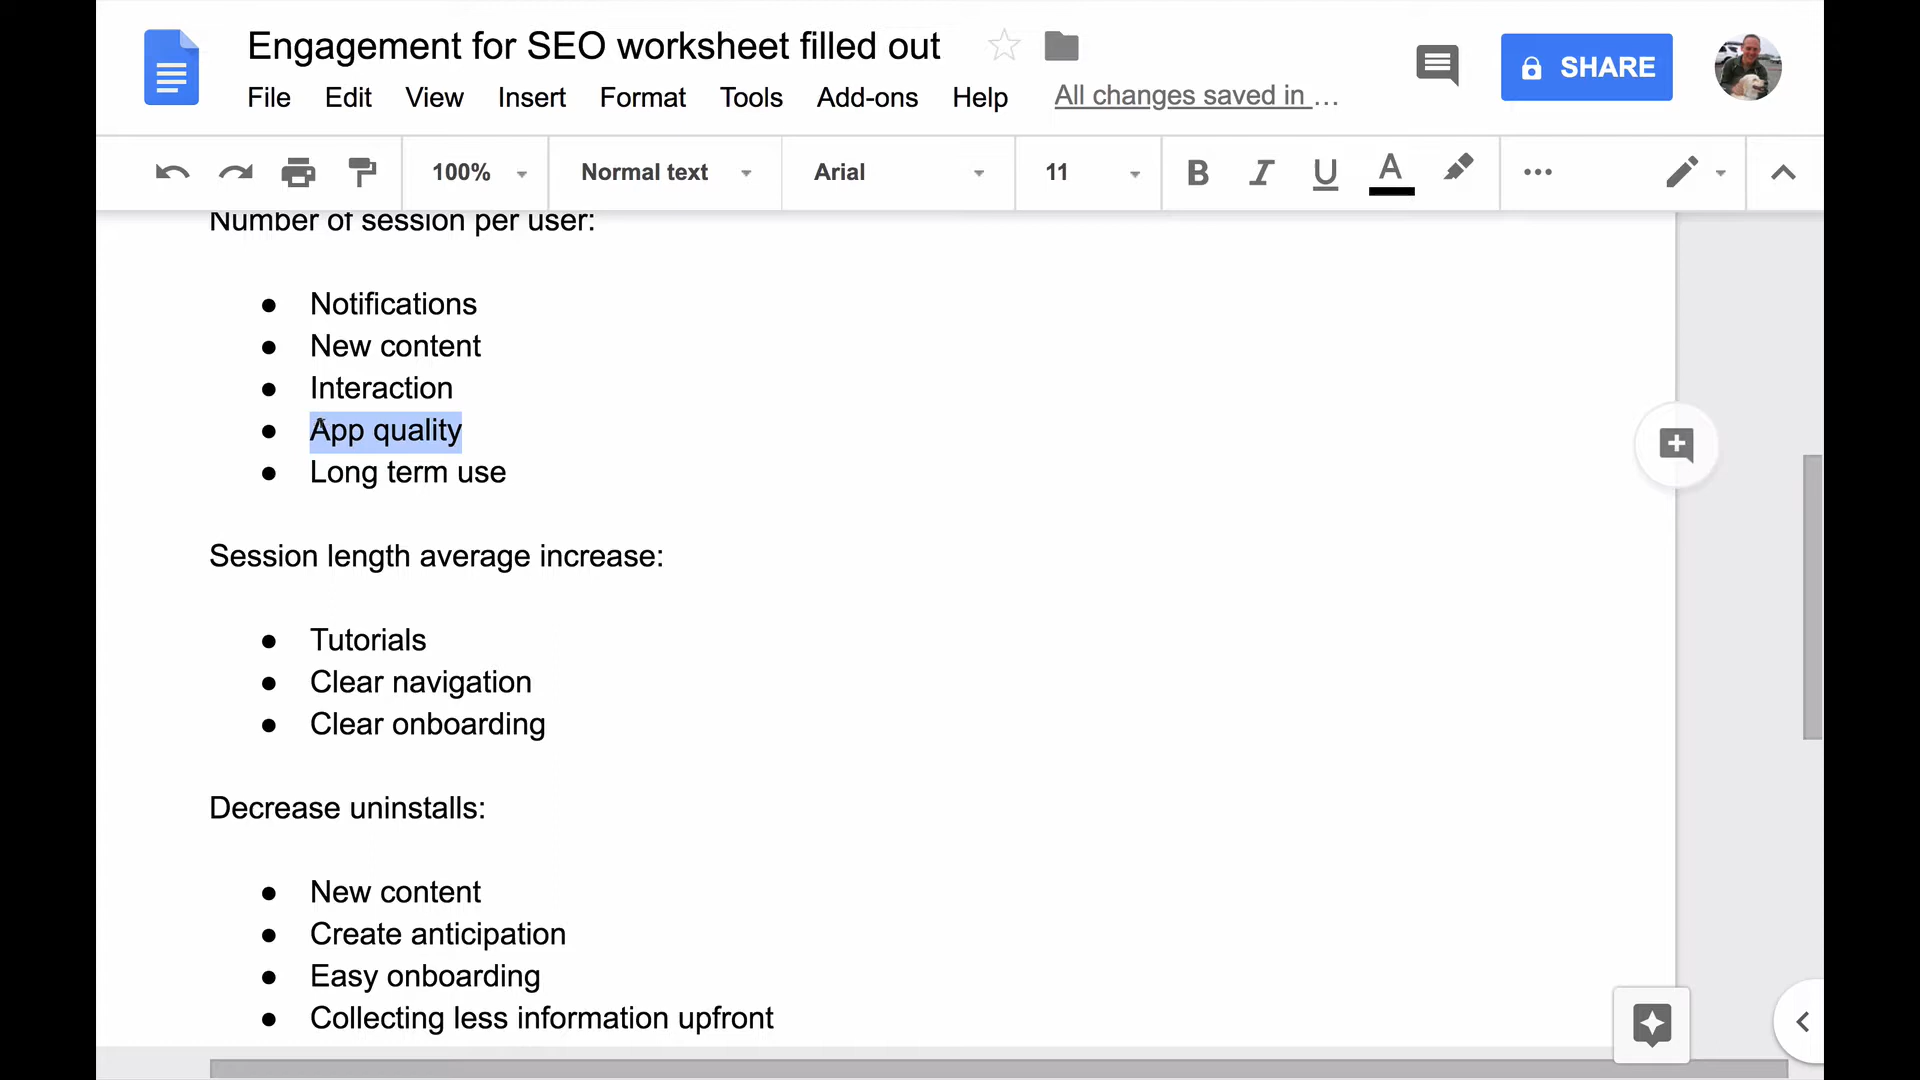 Engagement for SEO worksheet filled out
File Edit View Insert Format Tools Add-ons Help All changes saved in ...
SHARE
100% Normal text Arial 11 B I U A
Number of session per user:
● Notifications
● New content
● Interaction
● App quality
● Long term use
Session length average increase:
● Tutorials
● Clear navigation
● Clear onboarding
Decrease uninstalls:
● New content
● Create anticipation
● Easy onboarding
● Collecting less information upfront